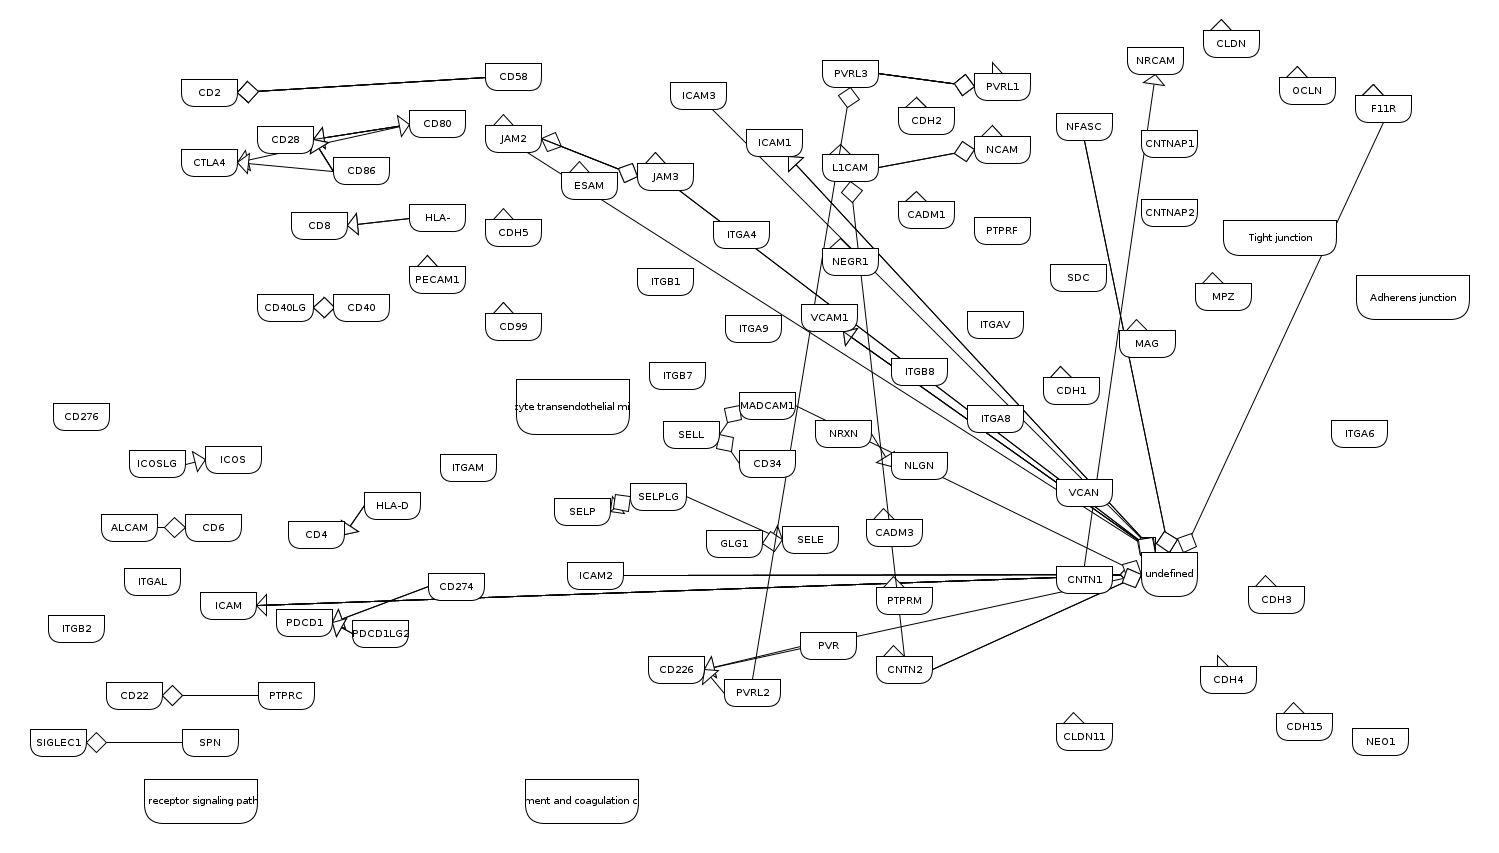 CLDN
NRCAM
PVRL3
CD58
CD2
ICAM3
PVRL1
OCLN
F11R
CD80
CD28
JAM2
ICAM1
CDH2
NFASC
CNTNAP1
NCAM
CTLA4
CD86
ESAM
JAM3
L1CAM
CD8
HLA-
CDH5
ITGA4
CADM1
PTPRF
CNTNAP2
Tight junction
PECAM1
NEGR1
ITGB1
SDC
MPZ
Adherens junction
CD40LG
CD40
CD99
ITGA9
VCAM1
ITGAV
MAG
ITGB7
ITGB8
CDH1
CD276
xyte transendothelial mi
MADCAM1
ITGA8
SELL
NRXN
ITGA6
ICOSLG
ICOS
ITGAM
CD34
NLGN
VCAN
HLA-D
SELPLG
SELP
ALCAM
CD6
CD4
GLG1
SELE
CADM3
ITGAL
CD274
ICAM2
CNTN1
undefined
ICAM
PTPRM
CDH3
ITGB2
PDCD1
PDCD1LG2
PVR
CD226
CNTN2
CDH4
CD22
PTPRC
PVRL2
SIGLEC1
SPN
CLDN11
CDH15
NEO1
receptor signaling path
ment and coagulation c